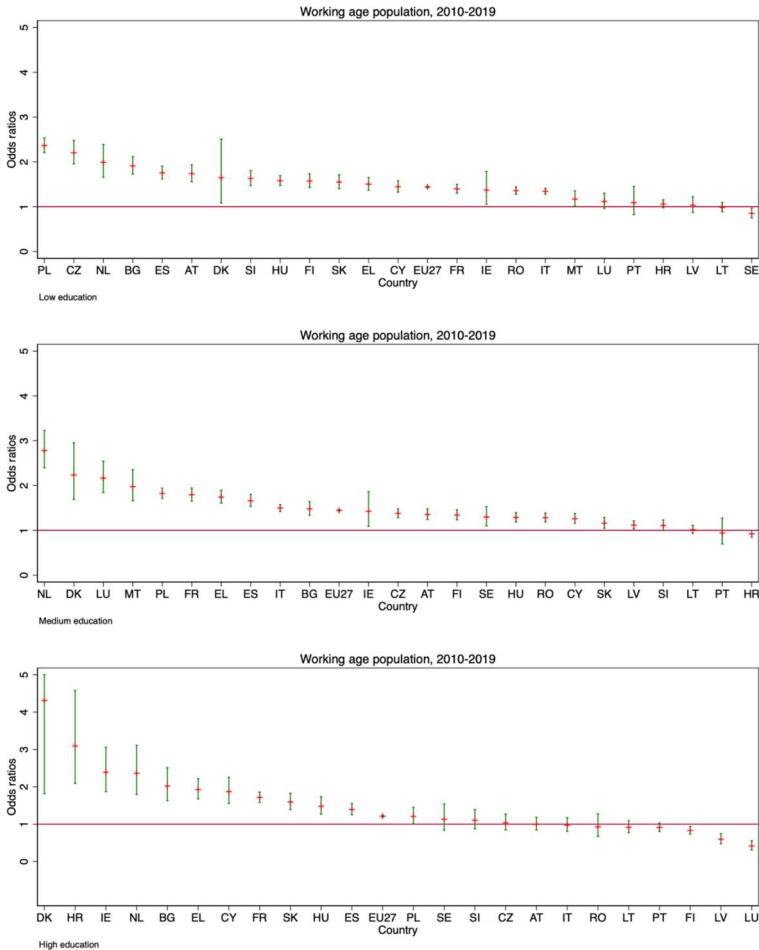 Working age population, 2010-2019
5
4
3
2
1
0
Odds ratios
PL CZ NL BG ES AT DK SI HU FI SK EL CY EU27 FR IE RO IT MT LU PT HR LV LT SE
Country
Low education
Working age population, 2010-2019
5
4
3
2
1
0
Odds ratios
NL DK LU MT PL FR EL ES IT BG EU27 IE CZ AT FI SE HU RO CY SK LV SI LT PT HR
Country
Medium education
Working age population, 2010-2019
5
4
3
2
1
0
Odds ratios
DK HR IE NL BG EL CY FR SK HU ES EU27 PL SE SI CZ AT IT RO LT PT FI LV LU
Country
High education